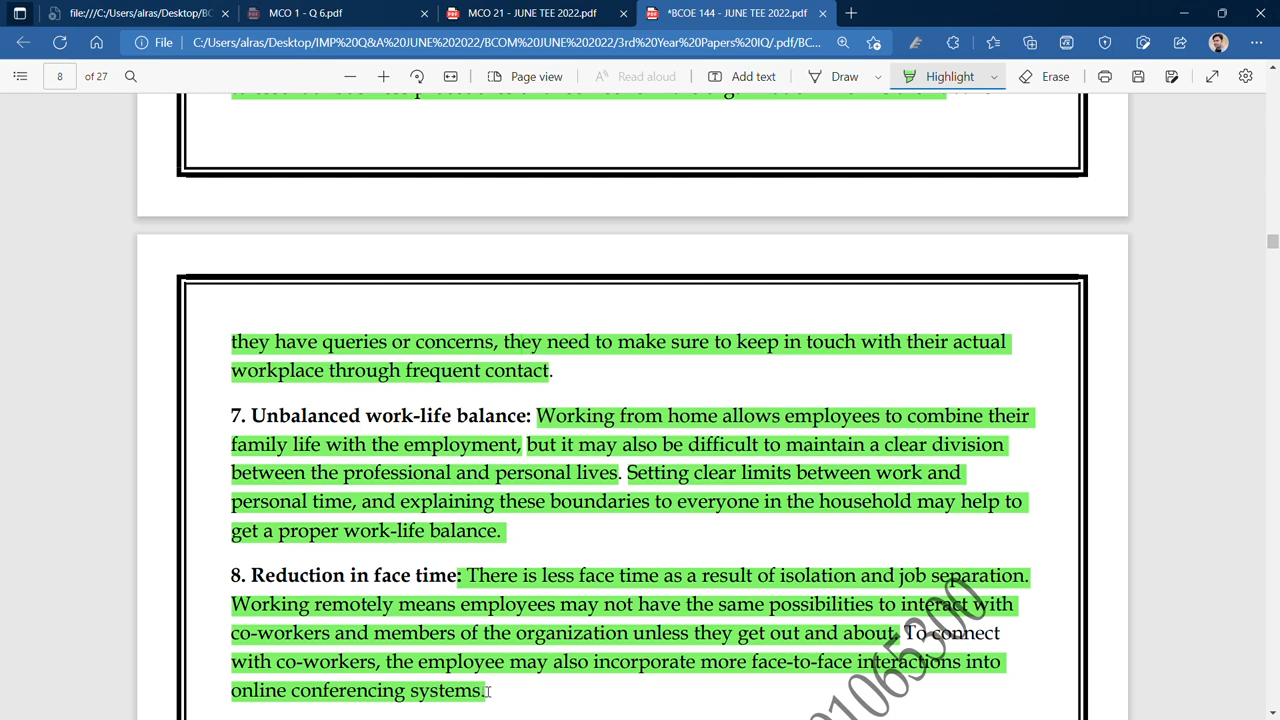 file:///C:/Users/alras/Desktop/BC
MCO 1 - Q 6.pdf
MCO 21 - JUNE TEE 2022.pdf
*BCOE 144 - JUNE TEE 2022.pdf
File
C:/Users/alras/Desktop/IMP%20Q&A%20JUNE%202022/BCOM%20JUNE%202022/3rd%20Year%20Papers%20IQ/.pdf/BC...
8 of 27
Page view
Read aloud
Add text
Draw
Highlight
Erase
they have queries or concerns, they need to make sure to keep in touch with their actual
workplace through frequent contact.
7. Unbalanced work-life balance: Working from home allows employees to combine their
family life with the employment, but it may also be difficult to maintain a clear division
between the professional and personal lives. Setting clear limits between work and
personal time, and explaining these boundaries to everyone in the household may help to
get a proper work-life balance.
8. Reduction in face time: There is less face time as a result of isolation and job separation.
Working remotely means employees may not have the same possibilities to interact with
co-workers and members of the organization unless they get out and about. To connect
with co-workers, the employee may also incorporate more face-to-face interactions into
online conferencing systems.